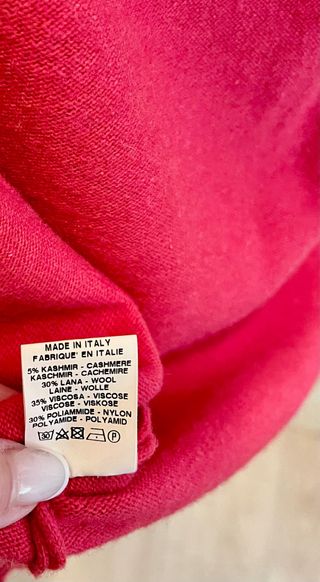 MADE IN ITALY
FABRIQUE' EN ITALIE
5% KASHMIR - CASHMERE
KASCHMIR - CACHEMIRE
30% LANA - WOOL
LAINE - WOLLE
35% VISCOSA - VISCOSE
VISCOSE - VISKOSE
30% POLIAMMIDE - NYLON
POLYAMIDE - POLYAMID
30 P